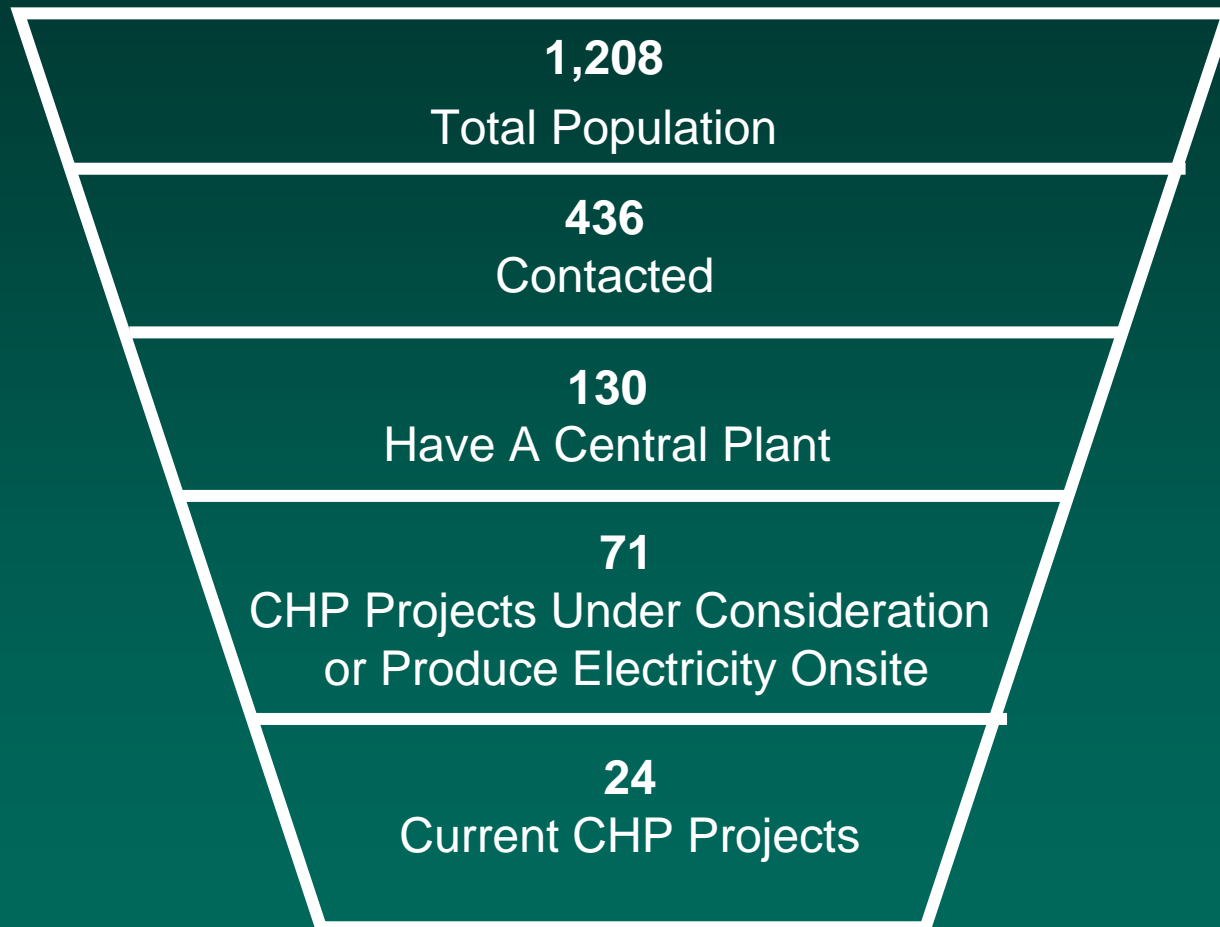 1,208
Total Population
436
Contacted
130
Have A Central Plant
71
CHP Projects Under Consideration
or Produce Electricity Onsite
24
Current CHP Projects